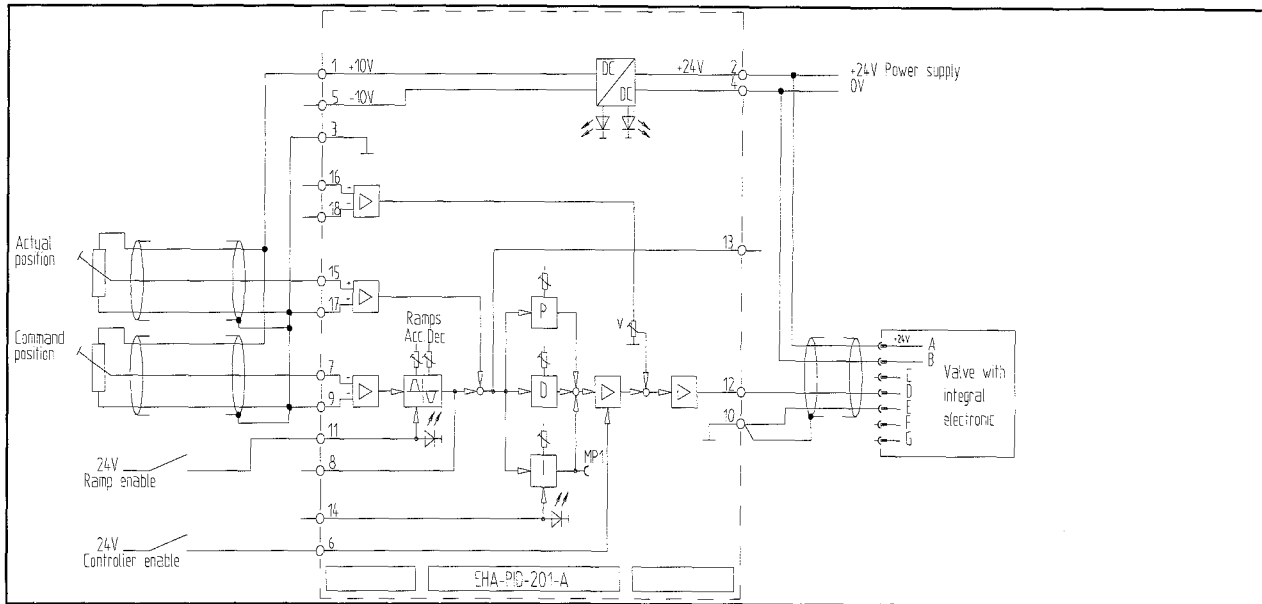 1 +10V
DC
DC
+24V
2
4
+24V Power supply
0V
5 -10V
3
16
18
13
Actual
position
15
17
Command
position
Ramps
Acc. Dec
P
V
7
9
D
12
10
11
24V
Ramp enable
8
I
MP1
14
24V
Controller enable
6
EHA-PID-201-A
+24V
A
B
D
E
F
G
Valve with
integral
electronic